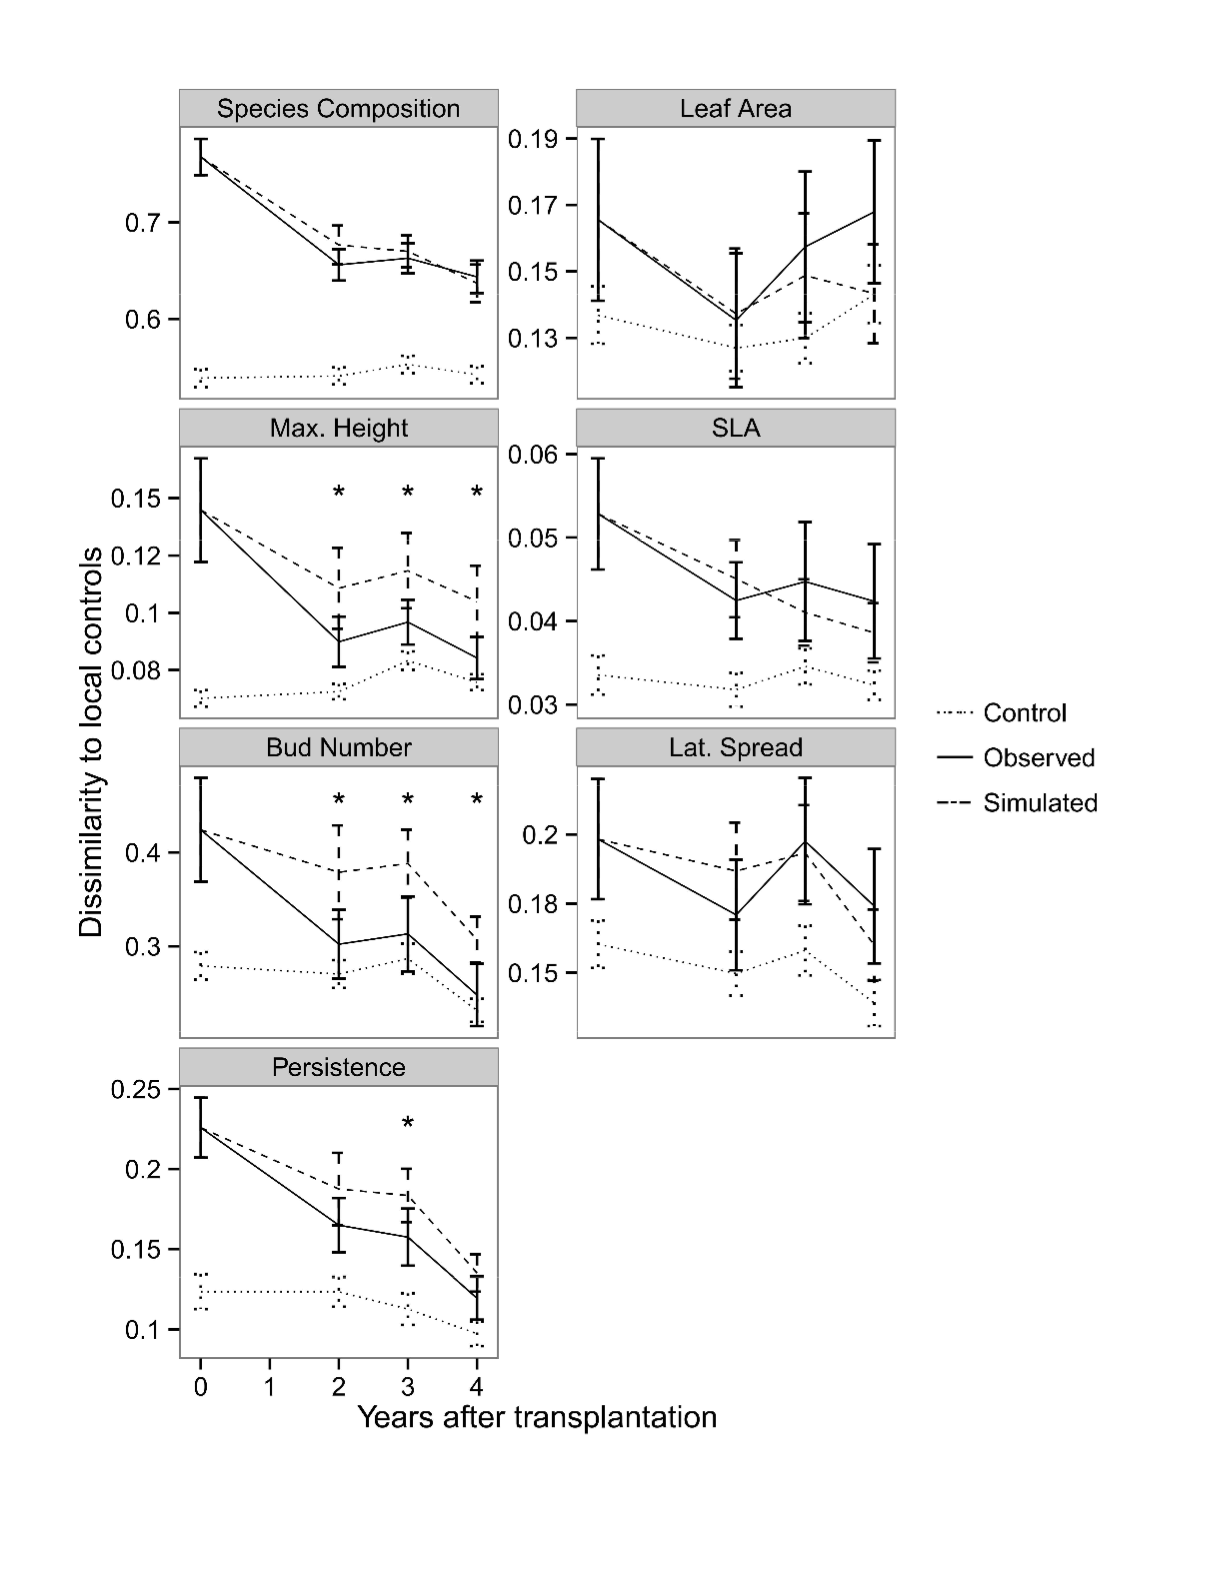 Species Composition
Leaf Area
0.7
0.6
0.19
0.17
0.15
0.13
Max. Height
SLA
0.15
*
*
*
0.12
0.1
0.08
0.06
0.05
0.04
0.03
Dissimilarity to local controls
Bud Number
Lat. Spread
*
*
*
0.4
0.3
0.2
0.18
0.15
Control
Observed
Simulated
Persistence
0.25
*
0.2
0.15
0.1
0 1 2 3 4
Years after transplantation